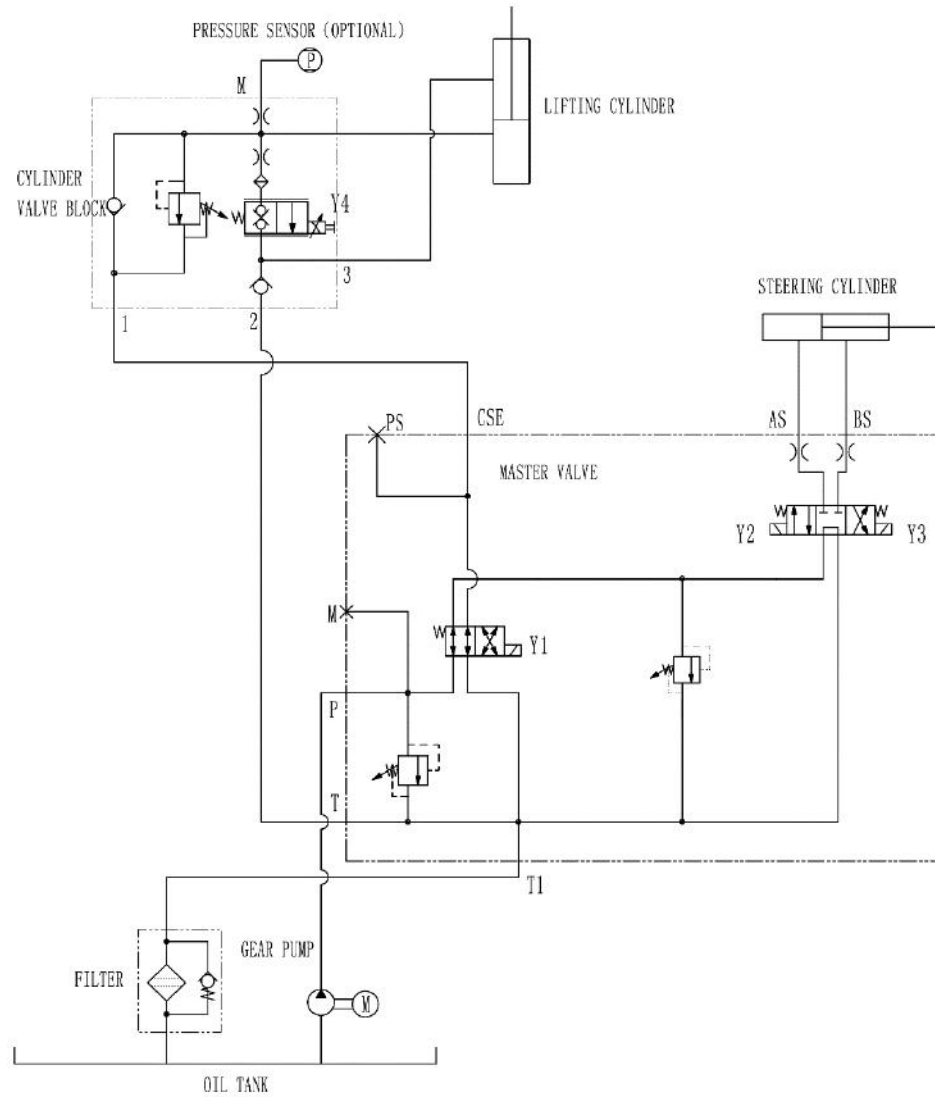 PRESSURE SENSOR (OPTIONAL)
P
M
LIFTING CYLINDER
CYLINDER
VALVE BLOCK
Y4
3
1
2
STEERING CYLINDER
AS
BS
PS
CSE
MASTER VALVE
Y2
Y3
M
Y1
P
T
T1
GEAR PUMP
FILTER
M
OIL TANK